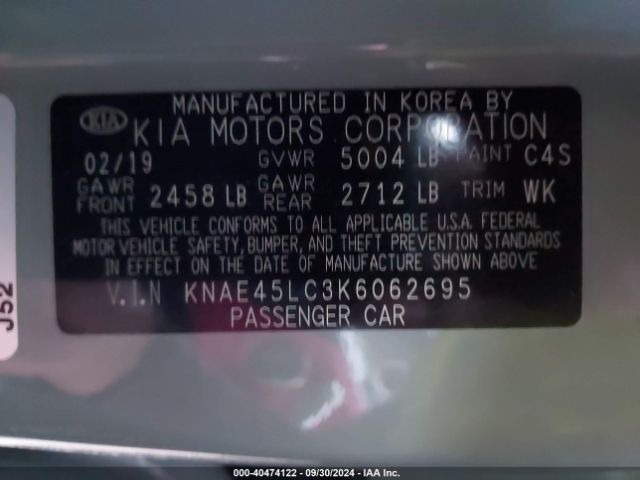 MANUFACTURED IN KOREA BY
KIA KIA MOTORS CORPORATION
02/19 GVWR 5004 LB PAINT C4S
GAWR FRONT 2458 LB GAWR REAR 2712 LB TRIM WK
THIS VEHICLE CONFORMS TO ALL APPLICABLE U.S.A. FEDERAL
MOTOR VEHICLE SAFETY, BUMPER, AND THEFT PREVENTION STANDARDS
IN EFFECT ON THE DATE OF MANUFACTURE SHOWN ABOVE
V.I.N KNAE45LC3K6062695
PASSENGER CAR
J52
000-40474122 - 09/30/2024 - IAA Inc.